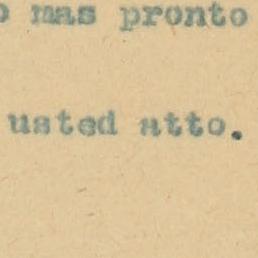 o mas pronto
usted atto.